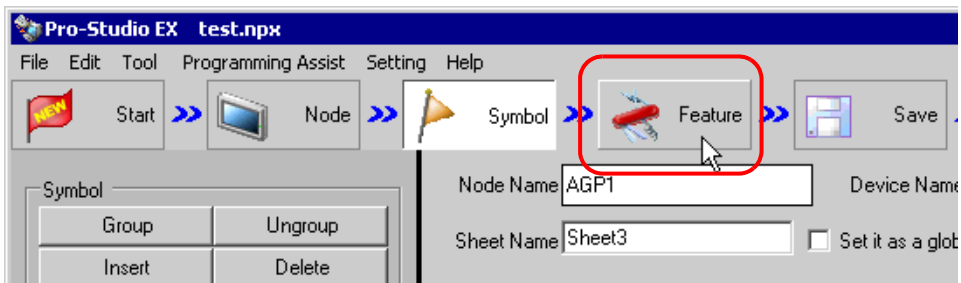 Pro-Studio EX test.npx
File Edit Tool Programming Assist Setting Help
NEW Start Node Symbol Feature Save
Symbol
Group Ungroup
Insert Delete
Node Name AGP1 Device Name
Sheet Name Sheet3 Set it as a glob